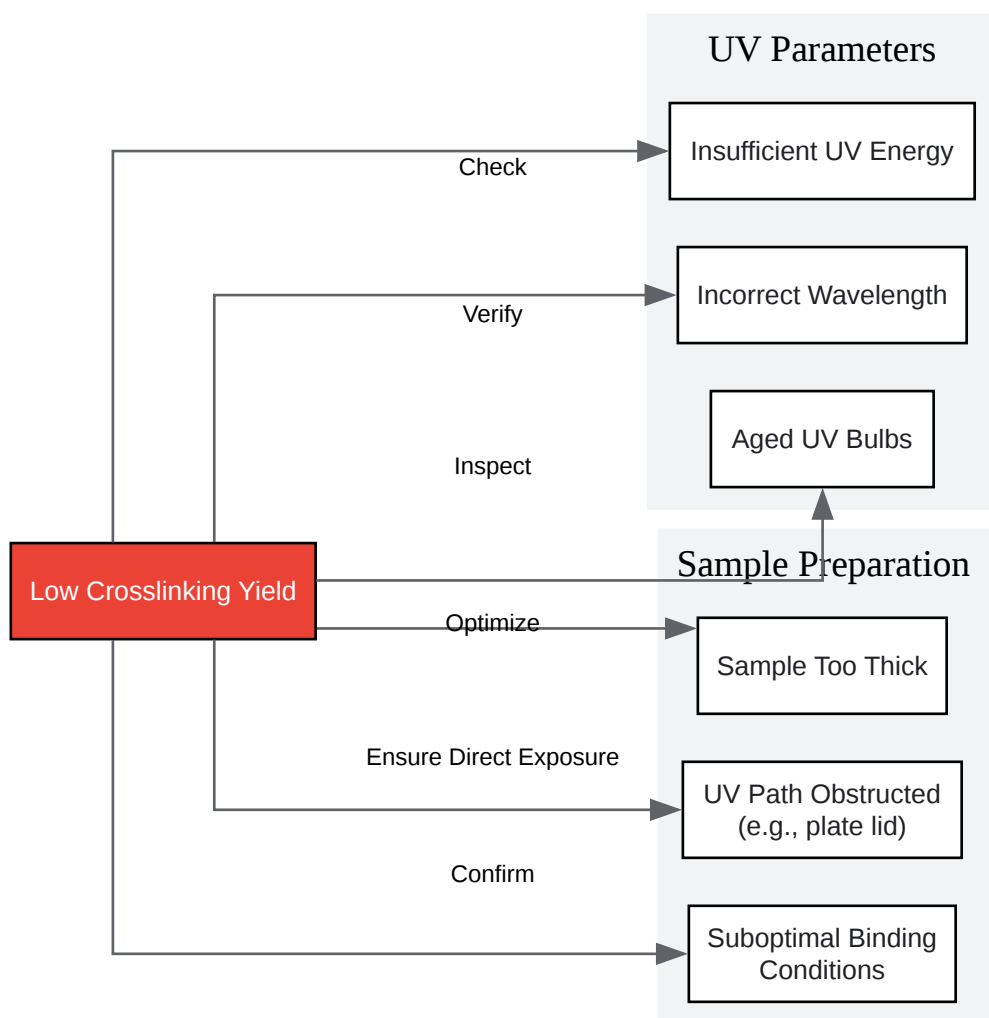 UV Parameters
Insufficient UV Energy
Check
Incorrect Wavelength
Verify
Aged UV Bulbs
Inspect
Sample Preparation
Low Crosslinking Yield
Optimize
Sample Too Thick
Ensure Direct Exposure
UV Path Obstructed
(e.g., plate lid)
Confirm
Suboptimal Binding
Conditions